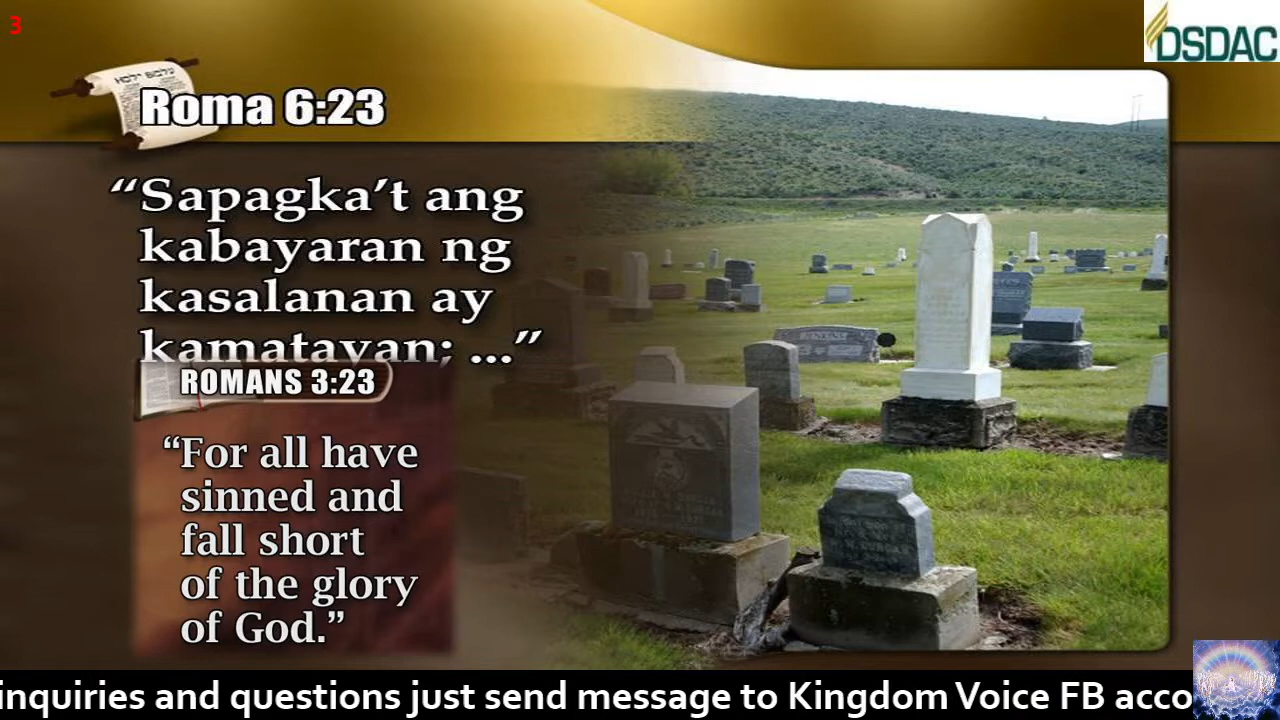 3
DSDAC
Roma 6:23
“Sapagka’t ang
kabayaran ng
kasalanan ay
kamatayan; ...”
ROMANS 3:23
“For all have
sinned and
fall short
of the glory
of God.”
inquiries and questions just send message to Kingdom Voice FB acco